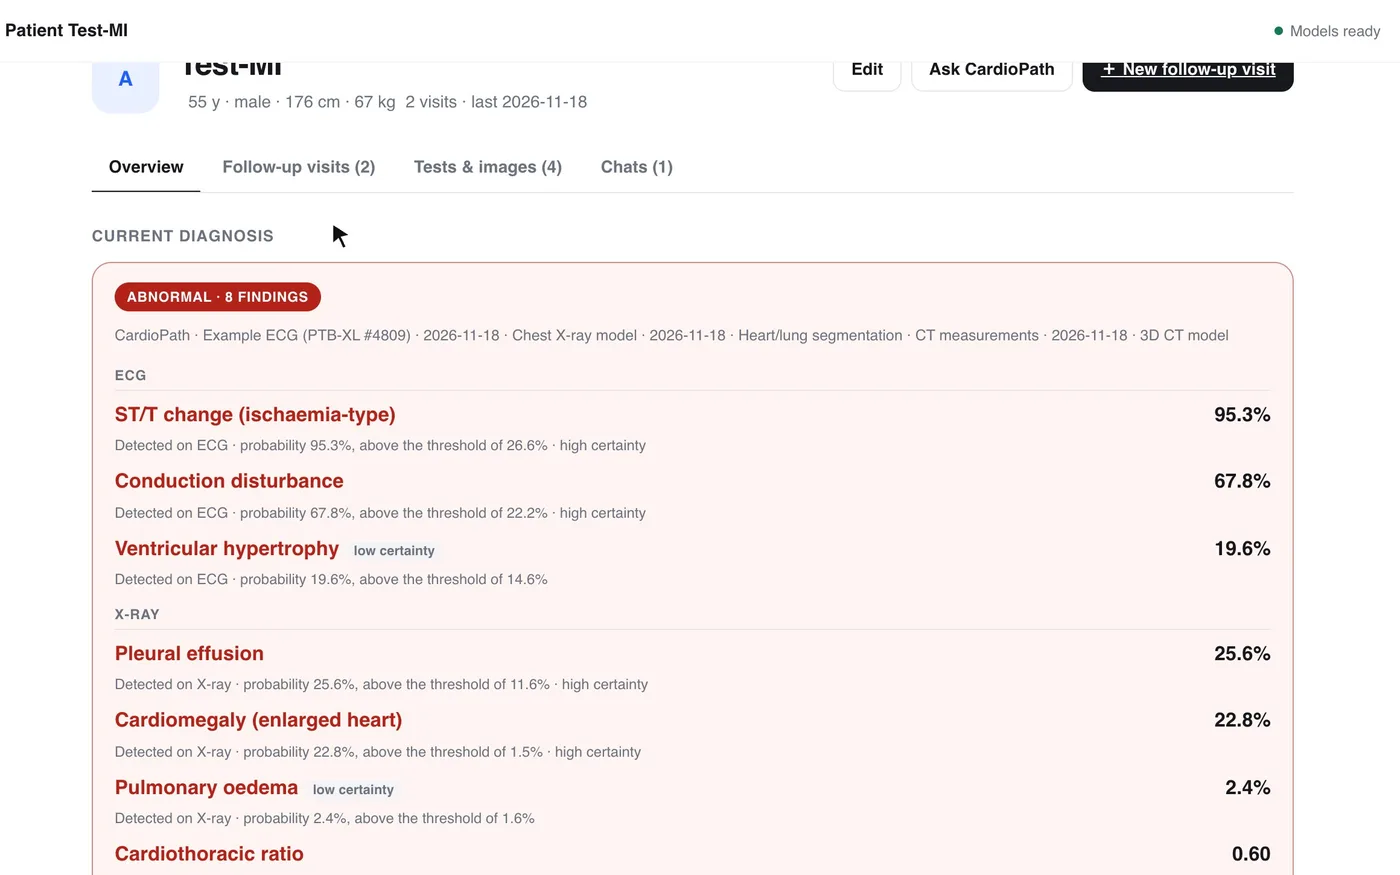 Patient Test-MI
Models ready
A
Test-MI
Edit
Ask CardioPath
+ New follow-up visit
55 y · male · 176 cm · 67 kg 2 visits · last 2026-11-18
Overview
Follow-up visits (2)
Tests & images (4)
Chats (1)
CURRENT DIAGNOSIS
ABNORMAL · 8 FINDINGS
CardioPath · Example ECG (PTB-XL #4809) · 2026-11-18 · Chest X-ray model · 2026-11-18 · Heart/lung segmentation · CT measurements · 2026-11-18 · 3D CT model
ECG
ST/T change (ischaemia-type) 95.3%
Detected on ECG · probability 95.3%, above the threshold of 26.6% · high certainty
Conduction disturbance 67.8%
Detected on ECG · probability 67.8%, above the threshold of 22.2% · high certainty
Ventricular hypertrophy low certainty 19.6%
Detected on ECG · probability 19.6%, above the threshold of 14.6%
X-RAY
Pleural effusion 25.6%
Detected on X-ray · probability 25.6%, above the threshold of 11.6% · high certainty
Cardiomegaly (enlarged heart) 22.8%
Detected on X-ray · probability 22.8%, above the threshold of 1.5% · high certainty
Pulmonary oedema low certainty 2.4%
Detected on X-ray · probability 2.4%, above the threshold of 1.6%
Cardiothoracic ratio 0.60